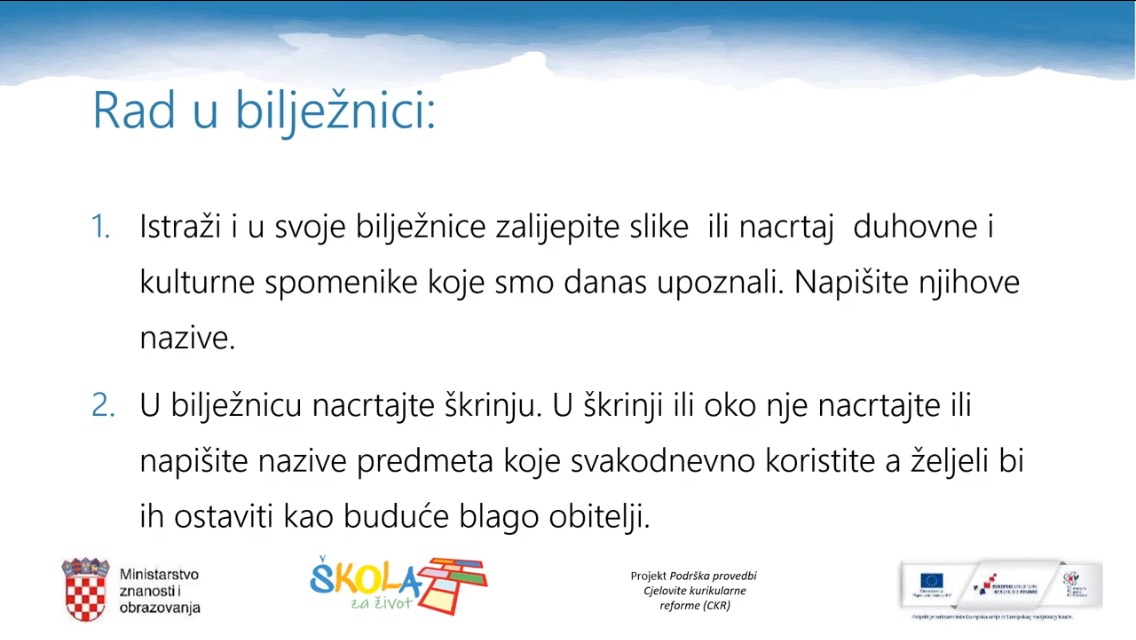 Rad u bilježnici:
1. Istraži i u svoje bilježnice zalijepite slike ili nacrtaj duhovne i
kulturne spomenike koje smo danas upoznali. Napišite njihove
nazive.
2. U bilježnicu nacrtajte škrinju. U škrinji ili oko nje nacrtajte ili
napišite nazive predmeta koje svakodnevno koristite a željeli bi
ih ostaviti kao buduće blago obitelji.
Ministarstvo
znanosti i
obrazovanja
ŠKOLA
za život
Projekt Podrška provedbi
Cjelovite kurikularne
reforme (CKR)